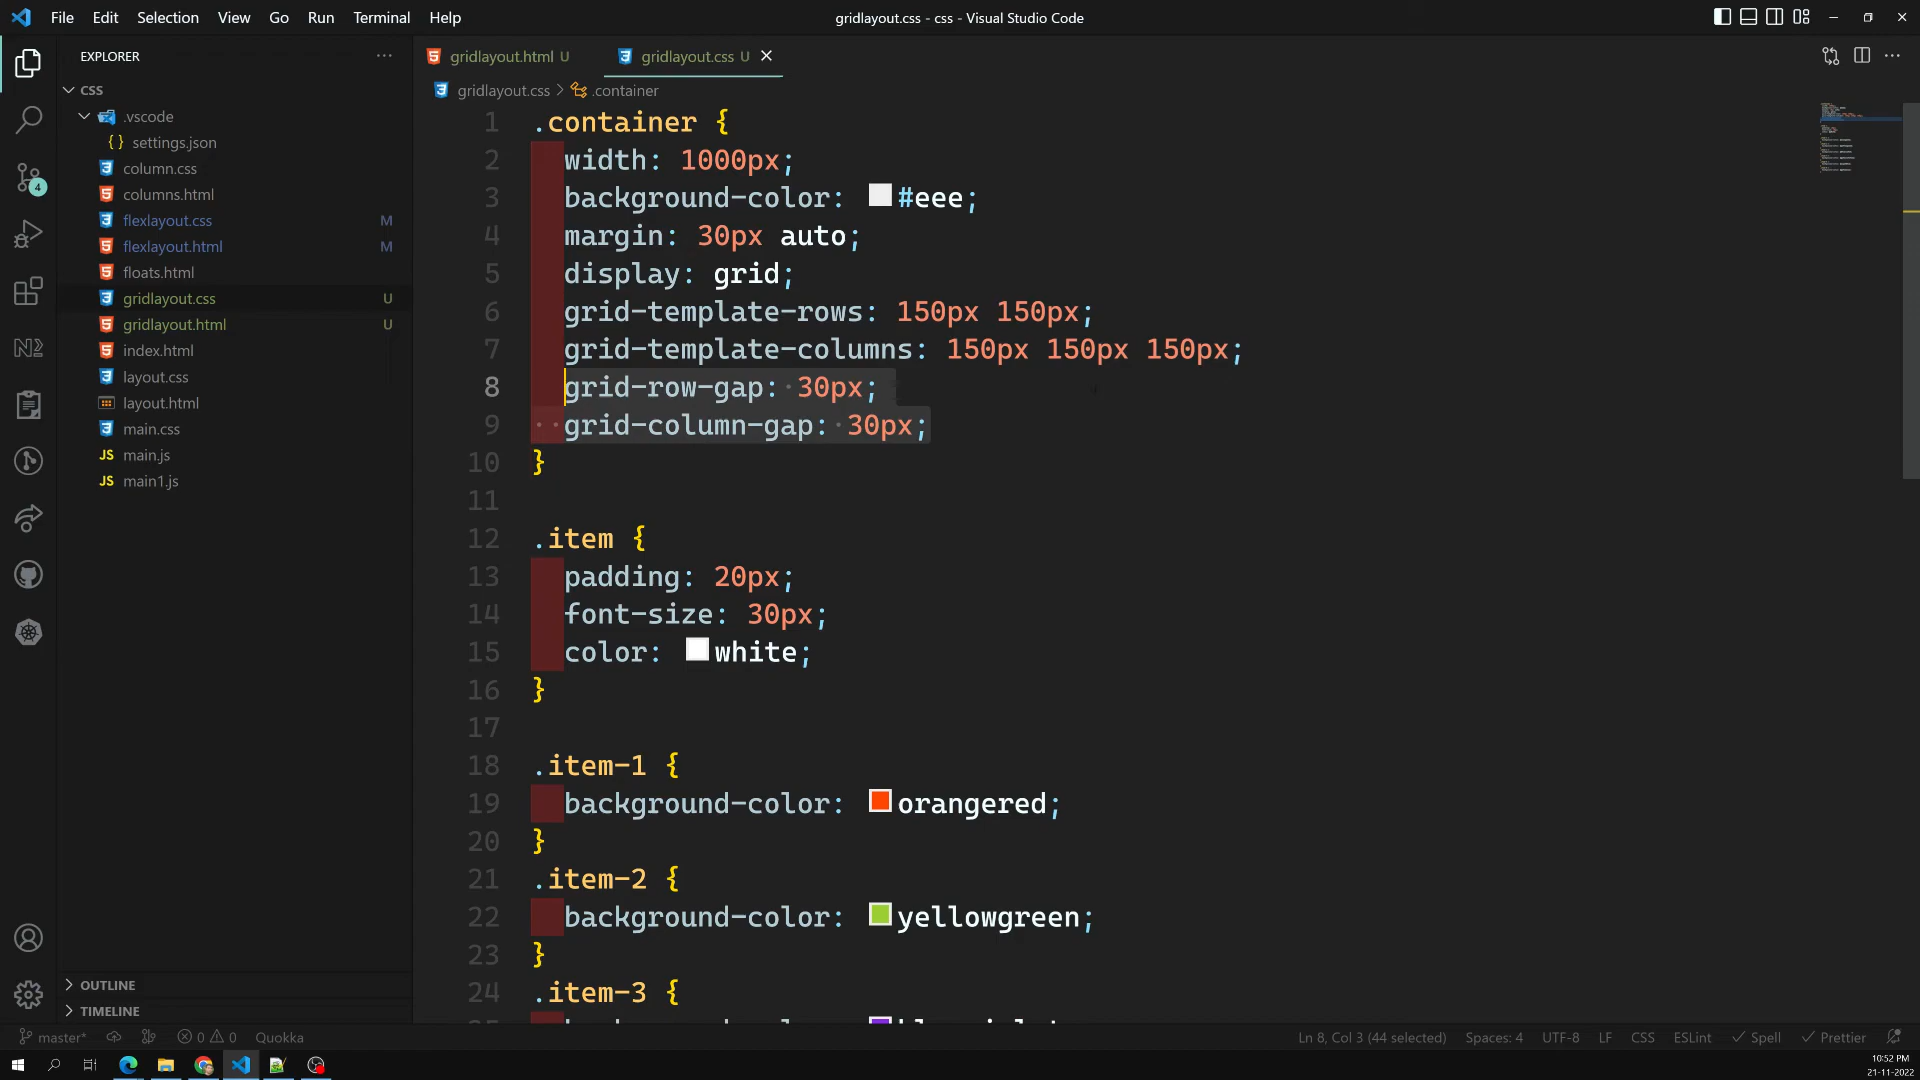 File Edit Selection View Go Run Terminal Help
gridlayout.css - css - Visual Studio Code
EXPLORER
CSS
.vscode
{ } settings.json
column.css
columns.html
flexlayout.css M
flexlayout.html M
floats.html
gridlayout.css U
gridlayout.html U
index.html
layout.css
layout.html
main.css
JS main.js
JS main1.js
OUTLINE
TIMELINE
4
gridlayout.html U
gridlayout.css U
gridlayout.css > .container
1 .container {
2 width: 1000px;
3 background-color: #eee;
4 margin: 30px auto;
5 display: grid;
6 grid-template-rows: 150px 150px;
7 grid-template-columns: 150px 150px 150px;
8 grid-row-gap: 30px;
9 grid-column-gap: 30px;
10 }
11
12 .item {
13 padding: 20px;
14 font-size: 30px;
15 color: white;
16 }
17
18 .item-1 {
19 background-color: orangered;
20 }
21 .item-2 {
22 background-color: yellowgreen;
23 }
24 .item-3 {
master* 0 0 Quokka
Ln 8, Col 3 (44 selected) Spaces: 4 UTF-8 LF CSS ESLint Spell Prettier
10:52 PM
21-11-2022